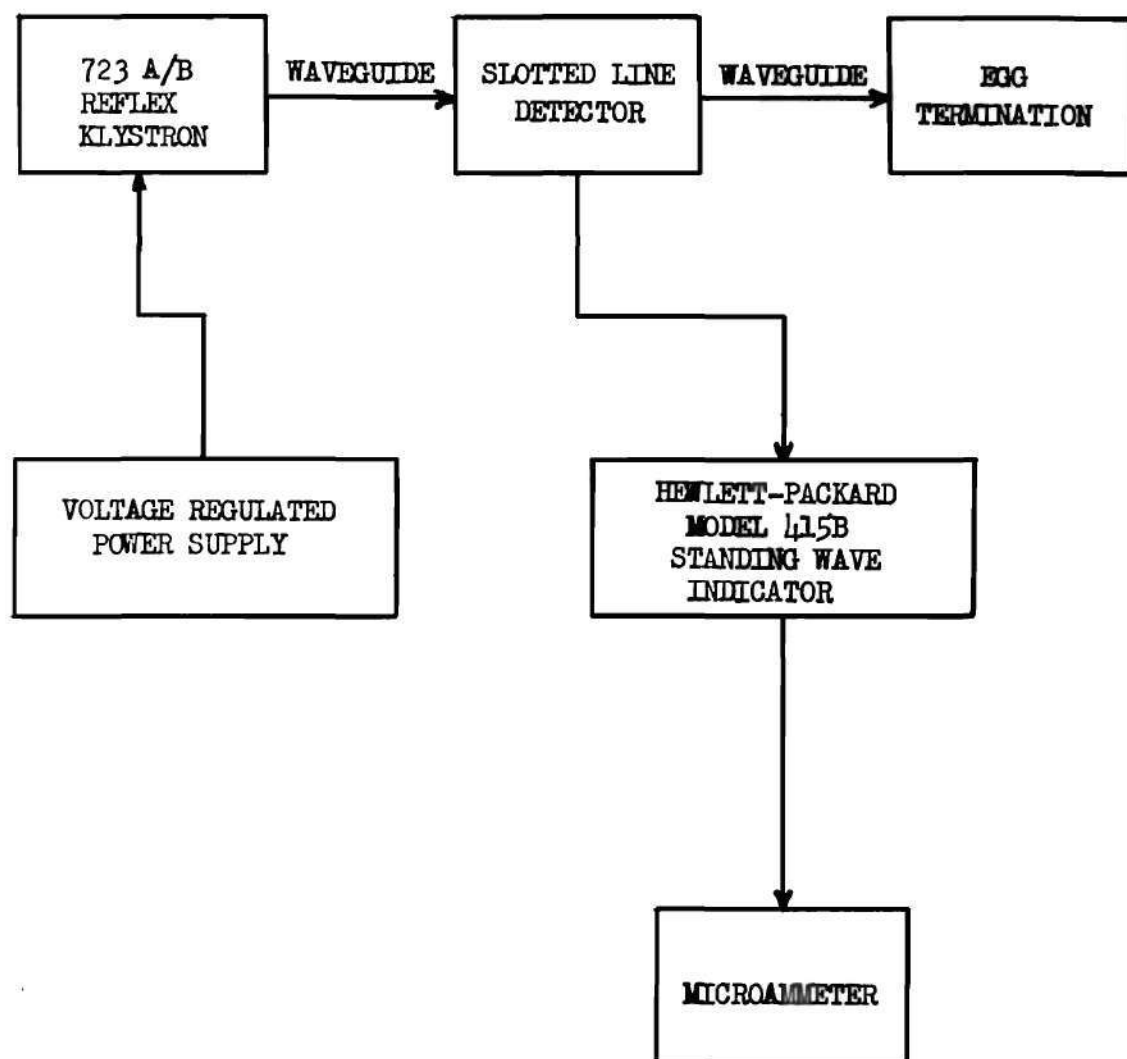 723 A/B
REFLEX
KLYSTRON
WAVEGUIDE
SLOTTED LINE
DETECTOR
WAVEGUIDE
EGG
TERMINATION
VOLTAGE REGULATED
POWER SUPPLY
HEWLETT-PACKARD
MODEL 415B
STANDING WAVE
INDICATOR
MICROAMMETER